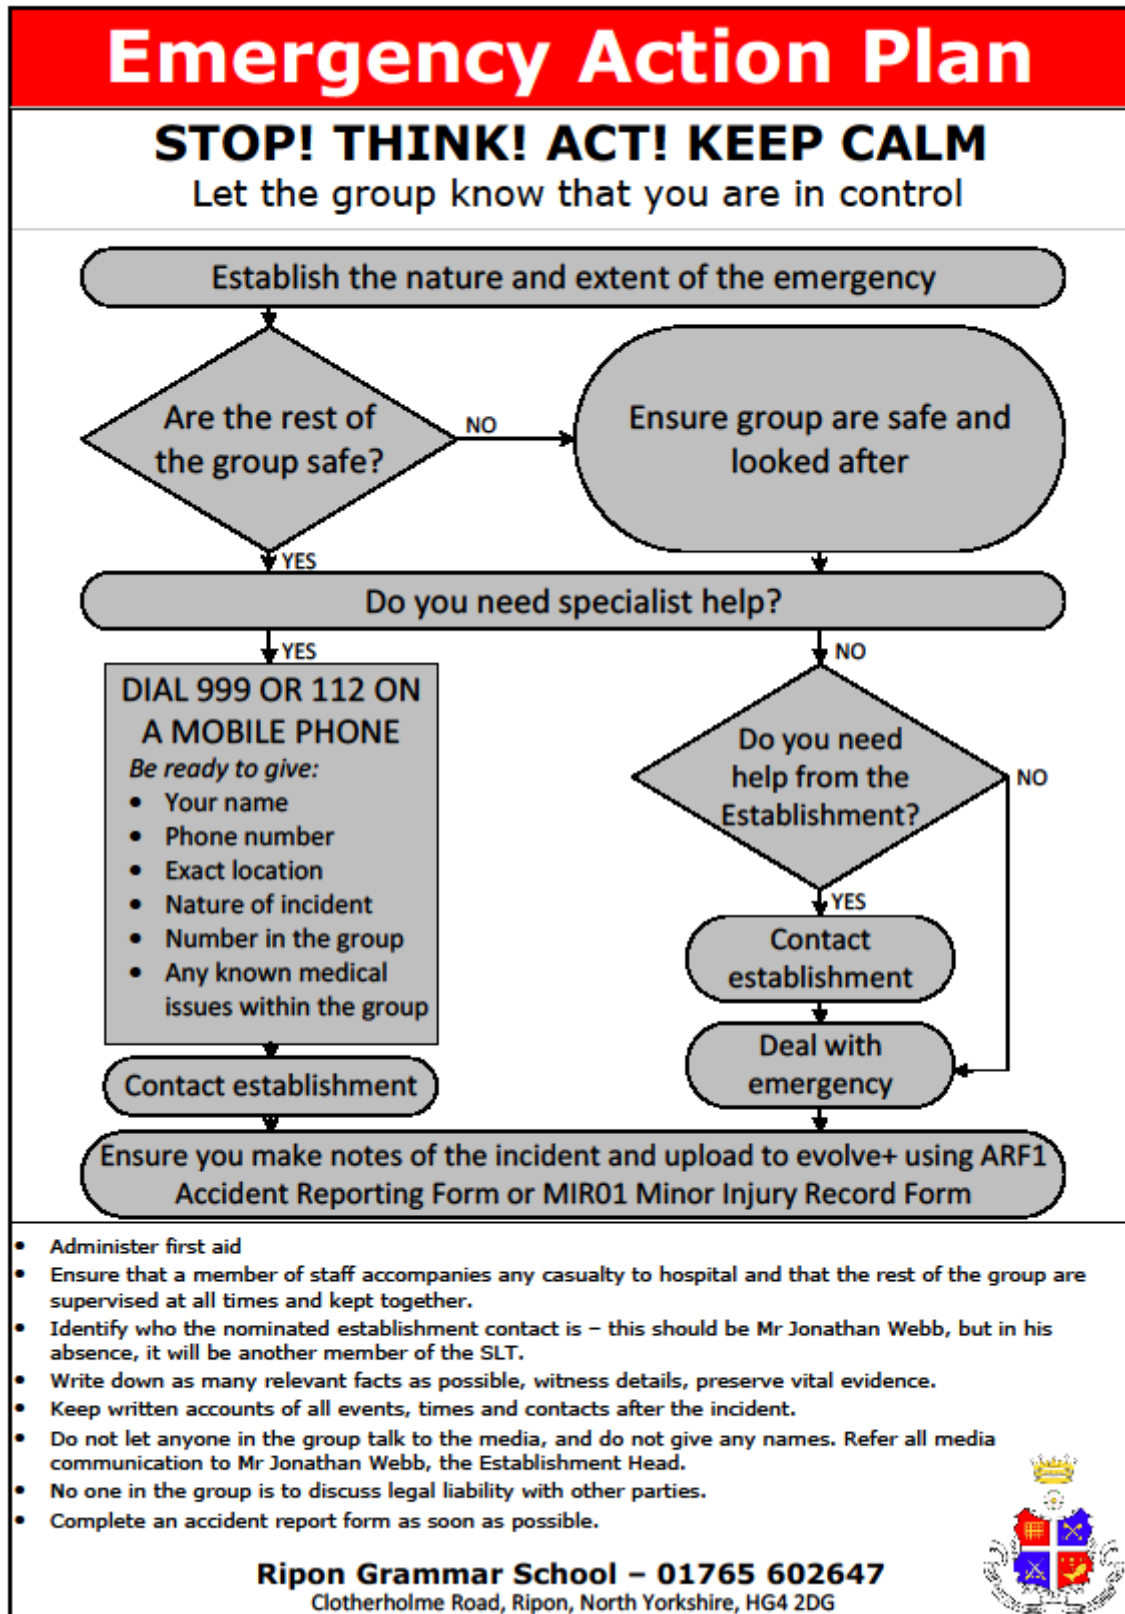 Emergency Action Plan
STOP! THINK! ACT! KEEP CALM
Let the group know that you are in control
Establish the nature and extent of the emergency
Are the rest of
the group safe?
NO
Ensure group are safe and
looked after
YES
Do you need specialist help?
YES
NO
DIAL 999 OR 112 ON
A MOBILE PHONE
Be ready to give:
• Your name
• Phone number
• Exact location
• Nature of incident
• Number in the group
• Any known medical
issues within the group
Do you need
help from the
Establishment?
NO
YES
Contact
establishment
Deal with
emergency
Contact establishment
Ensure you make notes of the incident and upload to evolve+ using ARF1
Accident Reporting Form or MIR01 Minor Injury Record Form
• Administer first aid
• Ensure that a member of staff accompanies any casualty to hospital and that the rest of the group are
supervised at all times and kept together.
• Identify who the nominated establishment contact is – this should be Mr Jonathan Webb, but in his
absence, it will be another member of the SLT.
• Write down as many relevant facts as possible, witness details, preserve vital evidence.
• Keep written accounts of all events, times and contacts after the incident.
• Do not let anyone in the group talk to the media, and do not give any names. Refer all media
communication to Mr Jonathan Webb, the Establishment Head.
• No one in the group is to discuss legal liability with other parties.
• Complete an accident report form as soon as possible.
Ripon Grammar School – 01765 602647
Clotherholme Road, Ripon, North Yorkshire, HG4 2DG